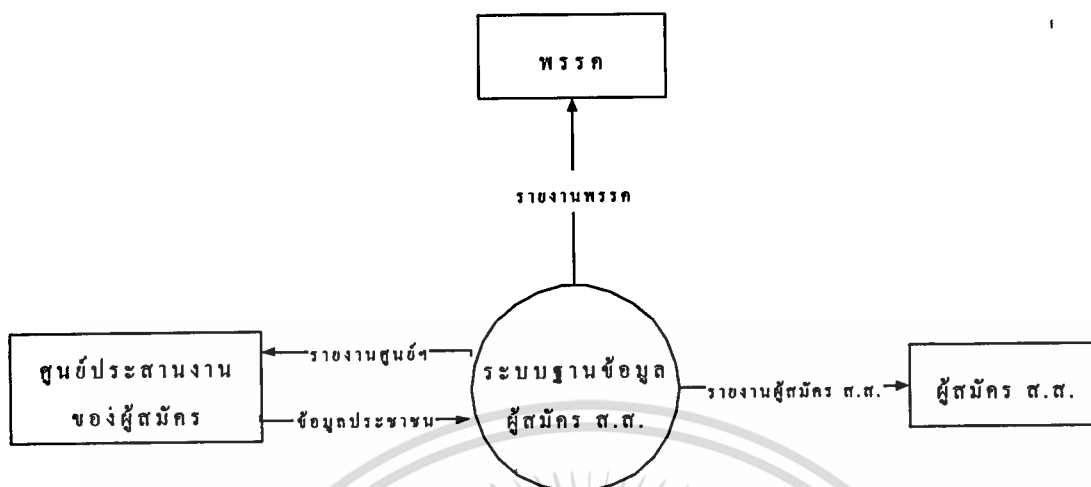 พรรค
รายงานพรรค
ศูนย์ประสานงาน
ของผู้สมัคร
รายงานศูนย์ฯ
ข้อมูลประชาชน
ระบบฐานข้อมูล
ผู้สมัคร ส.ส.
รายงานผู้สมัคร ส.ส.
ผู้สมัคร ส.ส.